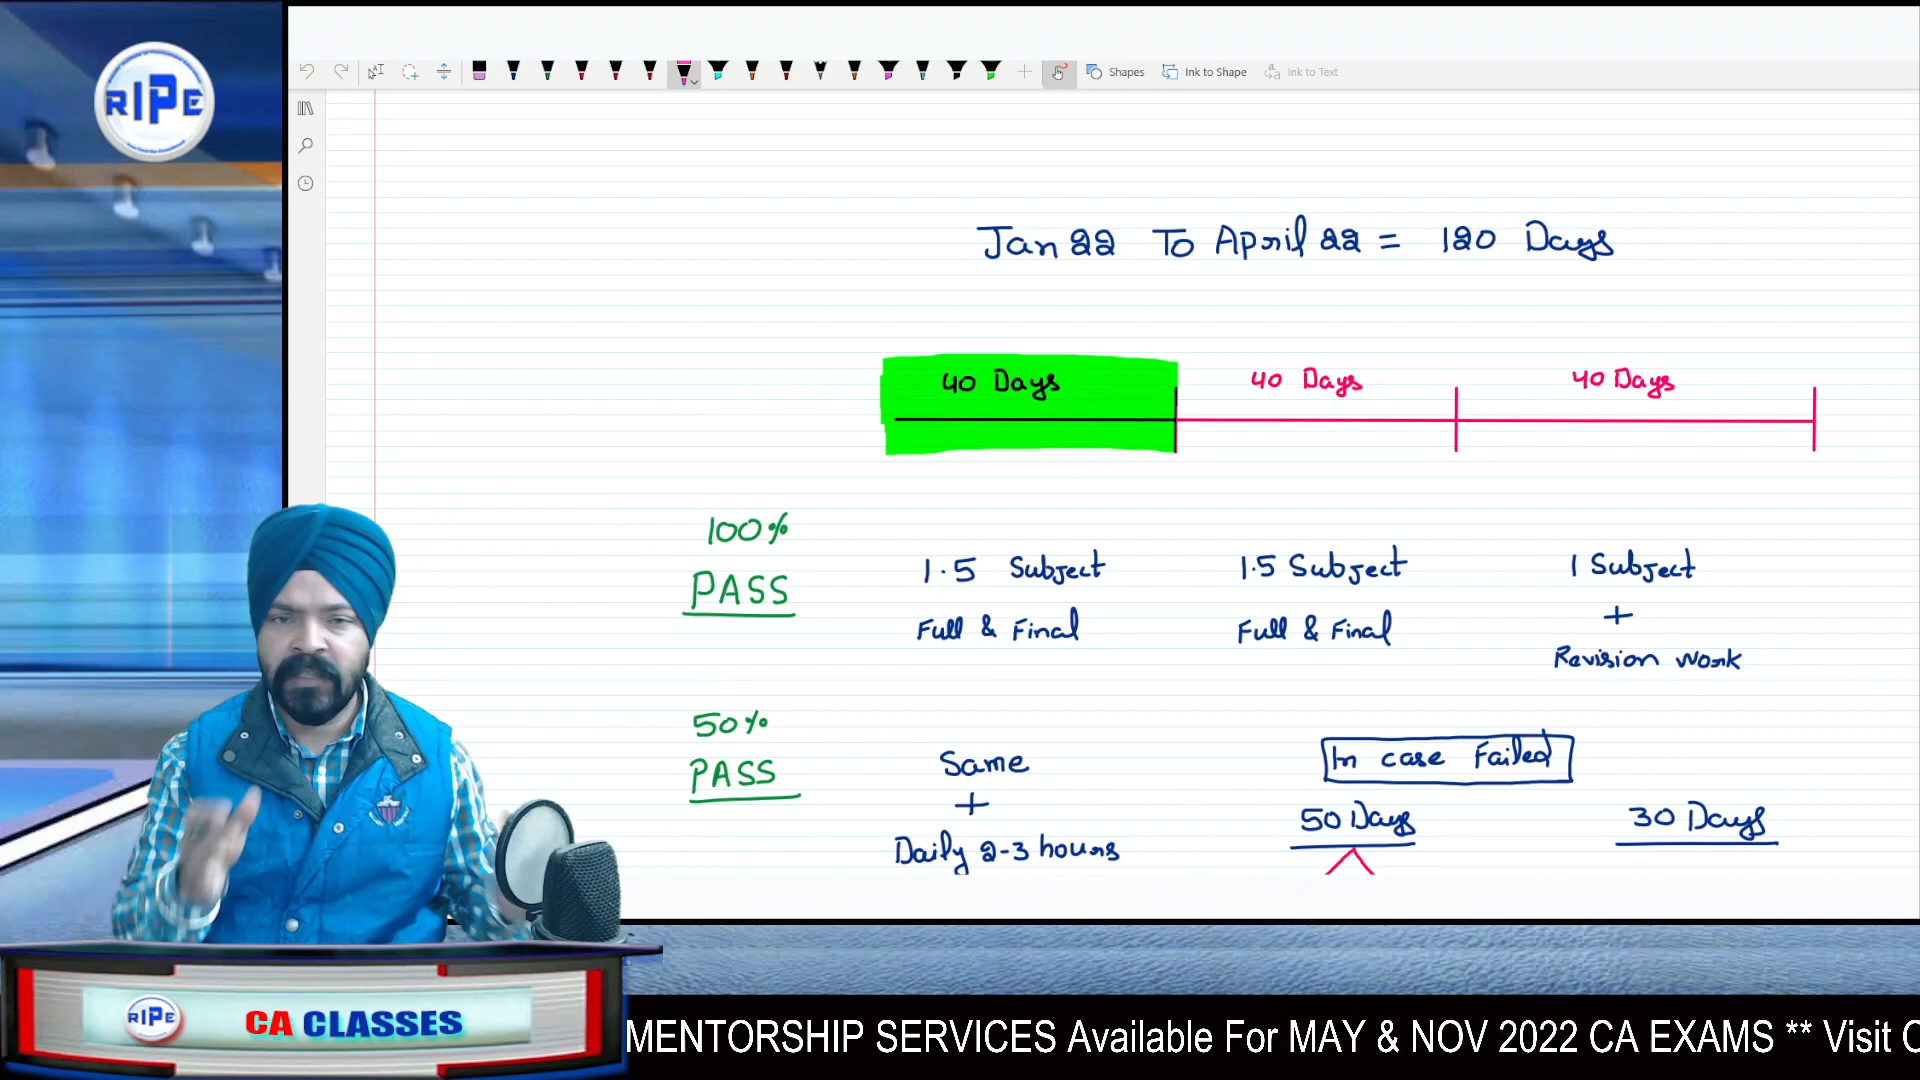 RIPE
Shapes
Ink to Shape
Ink to Text
Jan 22 To April 22 = 120 Days
40 Days
40 Days
40 Days
100%
PASS
1.5 Subject
Full & Final
1.5 Subject
Full & Final
1 Subject
+
Revision work
50%
PASS
Same
+
Daily 2-3 hours
In case Failed
50 Days
30 Days
RIPE
CA CLASSES
MENTORSHIP SERVICES Available For MAY & NOV 2022 CA EXAMS ** Visit